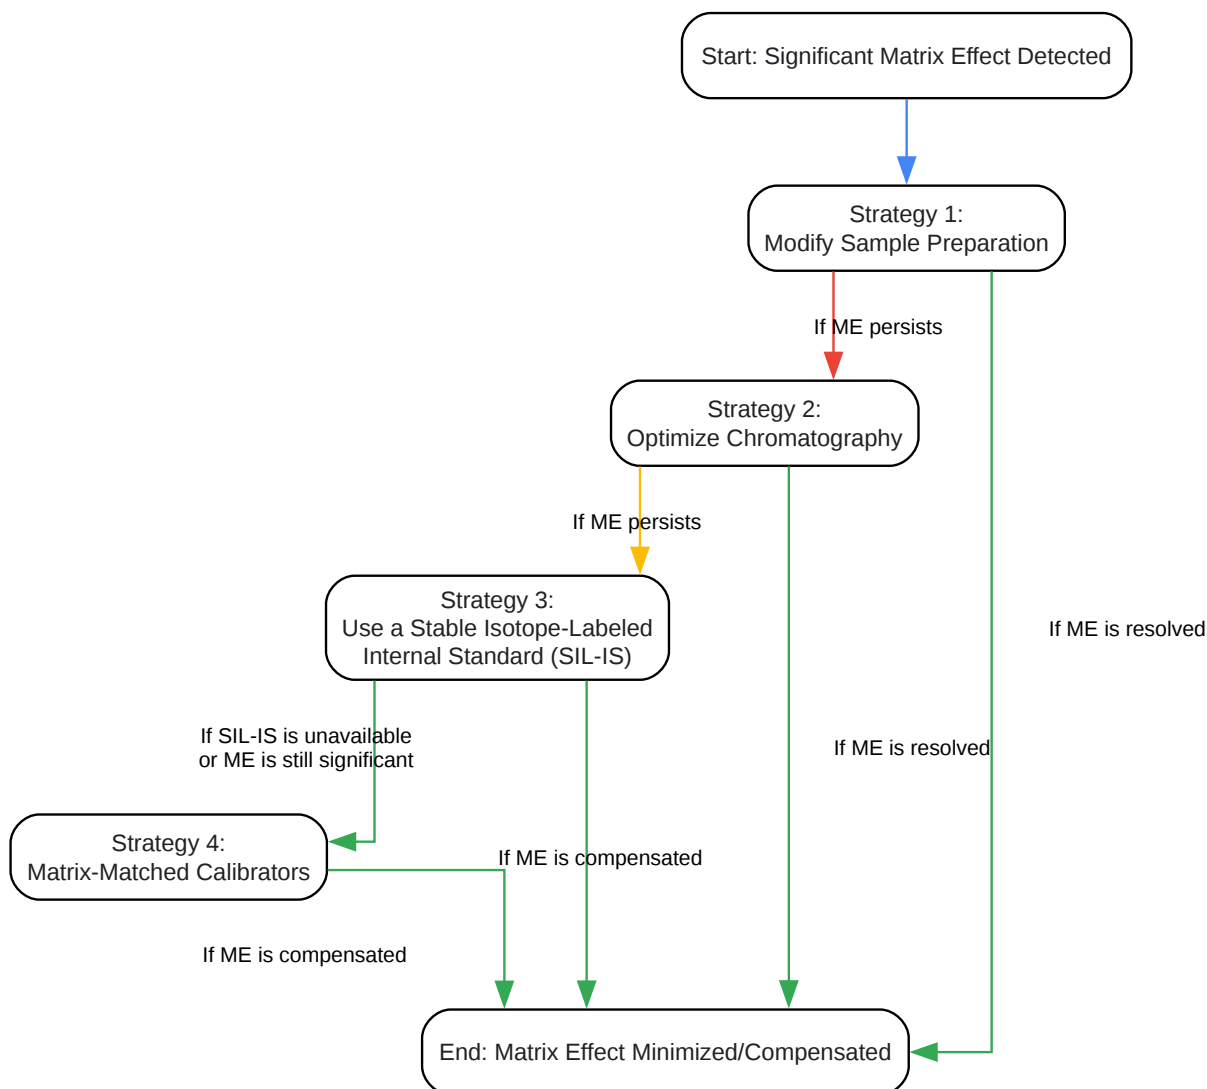 Start: Significant Matrix Effect Detected
Strategy 1:
Modify Sample Preparation
If ME persists
Strategy 2:
Optimize Chromatography
If ME persists
Strategy 3:
Use a Stable Isotope-Labeled
Internal Standard (SIL-IS)
If ME is resolved
If SIL-IS is unavailable
or ME is still significant
If ME is resolved
Strategy 4:
Matrix-Matched Calibrators
If ME is compensated
If ME is compensated
End: Matrix Effect Minimized/Compensated